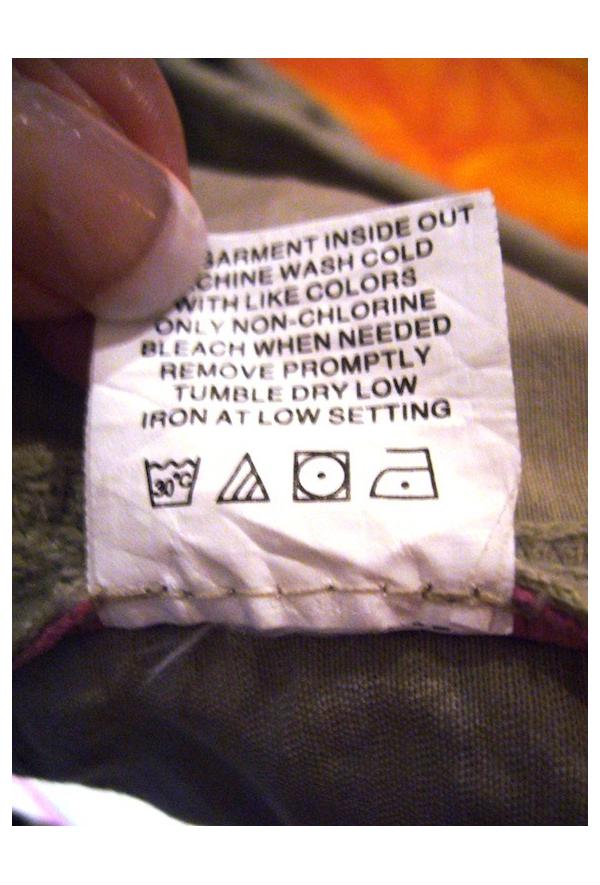 GARMENT INSIDE OUT
CHINE WASH COLD
WITH LIKE COLORS
ONLY NON-CHLORINE
BLEACH WHEN NEEDED
REMOVE PROMPTLY
TUMBLE DRY LOW
IRON AT LOW SETTING
30°C